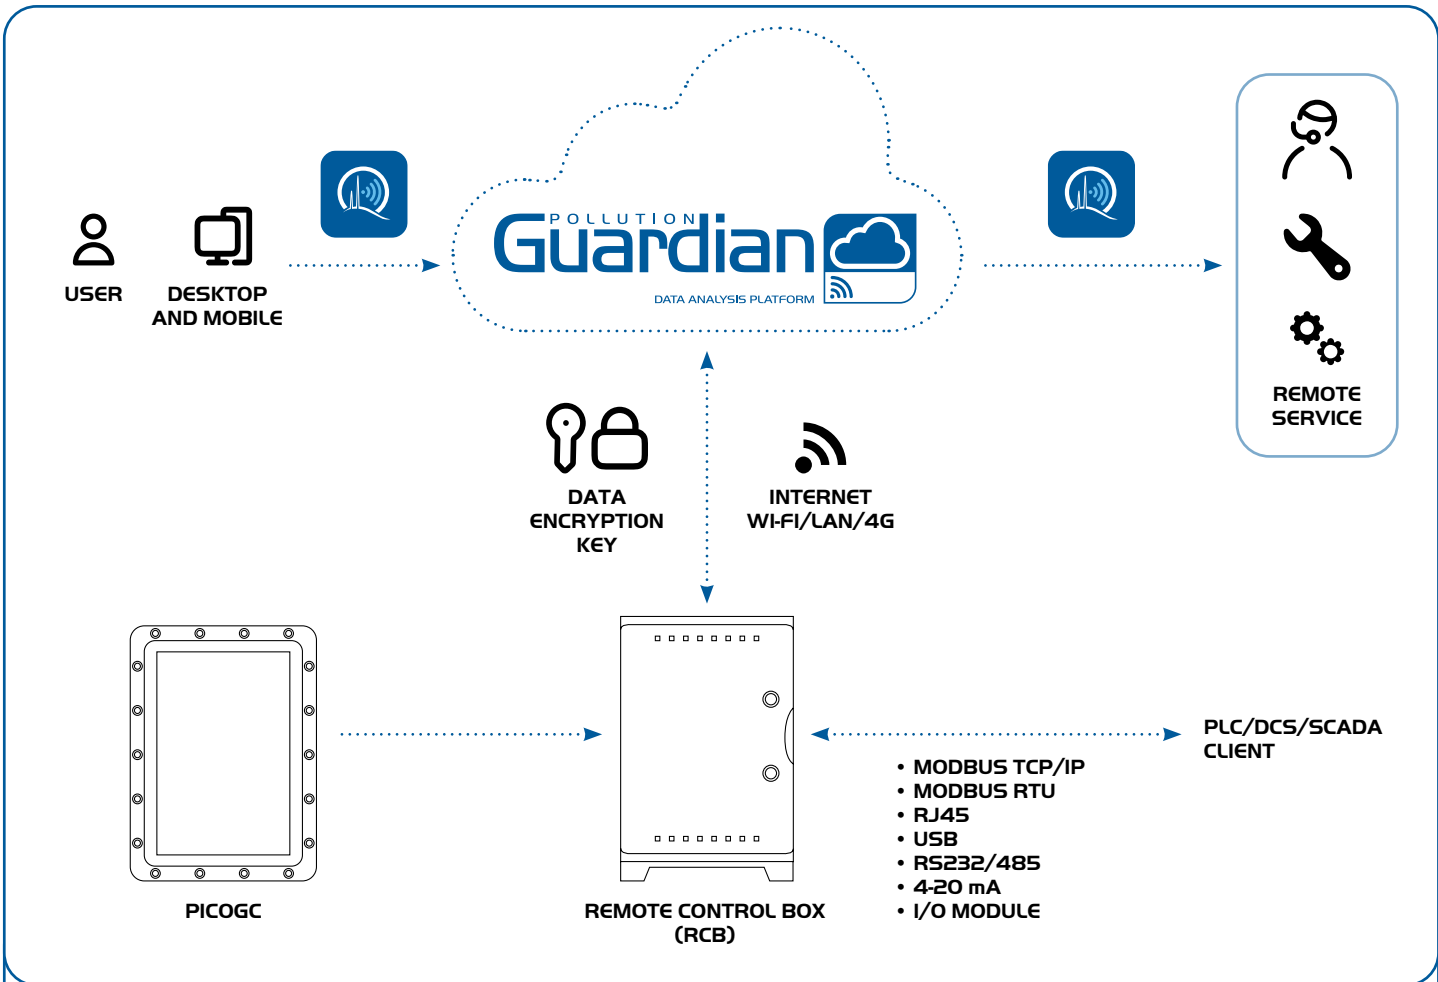 POLLUTION
Guardian
DATA ANALYSIS PLATFORM
USER
DESKTOP
AND MOBILE
REMOTE
SERVICE
DATA
ENCRYPTION
KEY
INTERNET
WI-FI/LAN/4G
PLC/DCS/SCADA
CLIENT
• MODBUS TCP/IP
• MODBUS RTU
• RJ45
• USB
• RS232/485
• 4-20 mA
• I/O MODULE
PICOGC
REMOTE CONTROL BOX
(RCB)